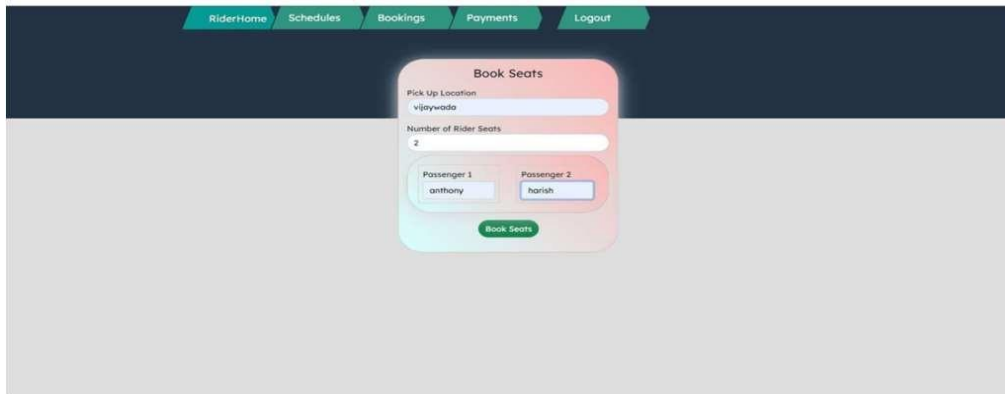 RiderHome Schedules Bookings Payments Logout
Book Seats
Pick Up Location
vijaywada
Number of Rider Seats
2
Passenger 1 Passenger 2
anthony harish
Book Seats